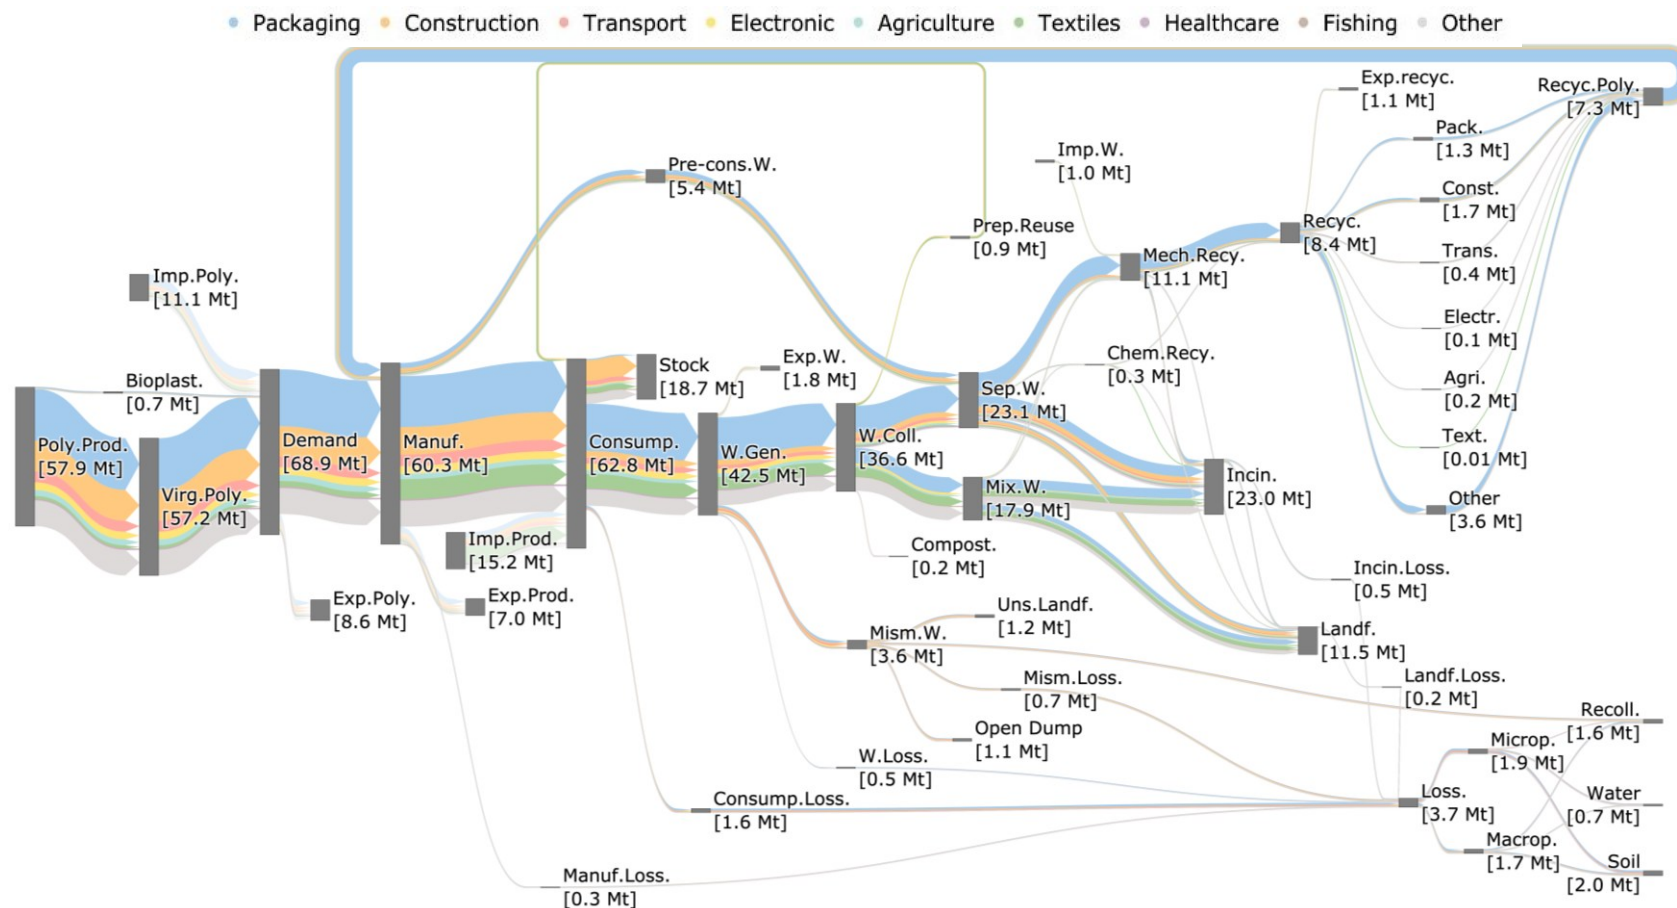 Packaging Construction Transport Electronic Agriculture Textiles Healthcare Fishing Other
Exp.recyc.
[1.1 Mt]
Recyc.Poly.
[7.3 Mt]
Pack.
[1.3 Mt]
Imp.W.
[1.0 Mt]
Pre-cons.W.
[5.4 Mt]
Const.
[1.7 Mt]
Prep.Reuse
[0.9 Mt]
Recyc.
[8.4 Mt]
Mech.Recy.
[11.1 Mt]
Trans.
[0.4 Mt]
Imp.Poly.
[11.1 Mt]
Electr.
[0.1 Mt]
Stock
[18.7 Mt]
Exp.W.
[1.8 Mt]
Chem.Recy.
[0.3 Mt]
Bioplast.
[0.7 Mt]
Sep.W.
[23.1 Mt]
Agri.
[0.2 Mt]
Poly.Prod.
[57.9 Mt]
Demand
[68.9 Mt]
Manuf.
[60.3 Mt]
Consump.
[62.8 Mt]
W.Gen.
[42.5 Mt]
W.Coll.
[36.6 Mt]
Text.
[0.01 Mt]
Virg.Poly.
[57.2 Mt]
Mix.W.
[17.9 Mt]
Incin.
[23.0 Mt]
Other
[3.6 Mt]
Imp.Prod.
[15.2 Mt]
Compost.
[0.2 Mt]
Incin.Loss.
[0.5 Mt]
Exp.Poly.
[8.6 Mt]
Exp.Prod.
[7.0 Mt]
Uns.Landf.
[1.2 Mt]
Mism.W.
[3.6 Mt]
Landf.
[11.5 Mt]
Mism.Loss.
[0.7 Mt]
Landf.Loss.
[0.2 Mt]
Open Dump
[1.1 Mt]
Recoll.
[1.6 Mt]
Microp.
[1.9 Mt]
W.Loss.
[0.5 Mt]
Consump.Loss.
[1.6 Mt]
Loss.
[3.7 Mt]
Water
[0.7 Mt]
Macrop.
[1.7 Mt]
Soil
[2.0 Mt]
Manuf.Loss.
[0.3 Mt]